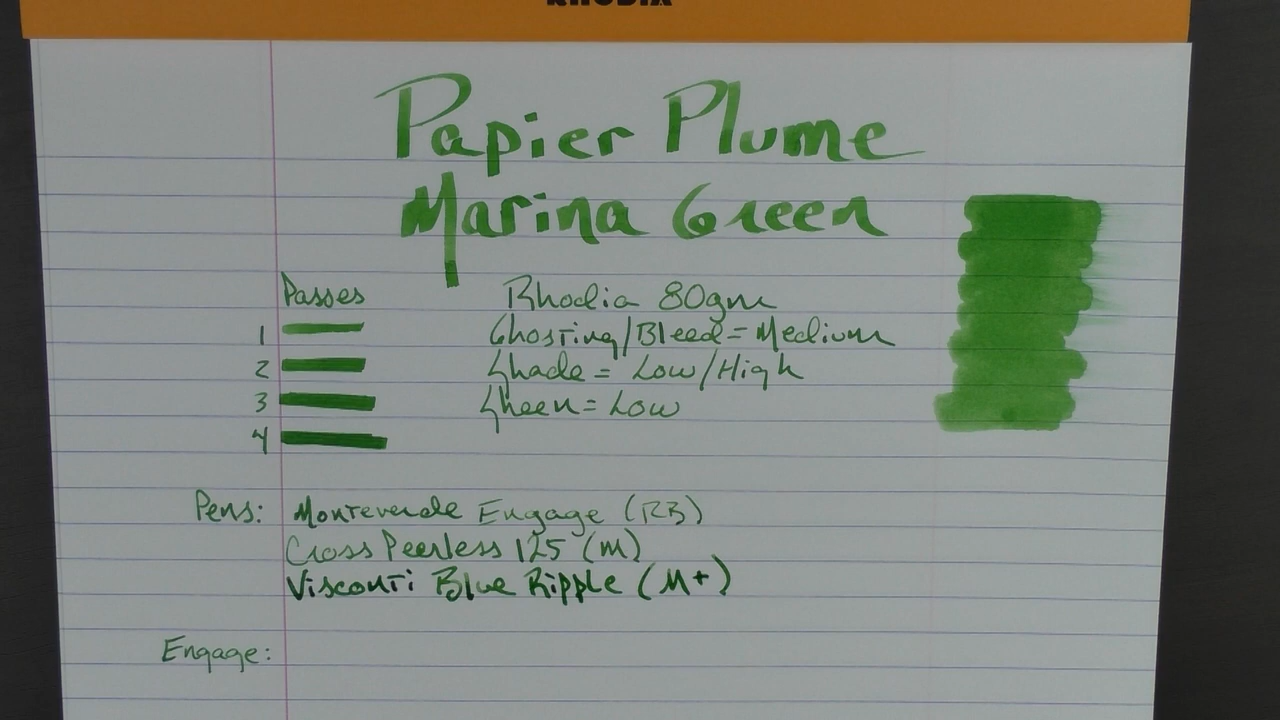 RHODIA
Papier Plume
Marina Green
Passes
1
2
3
4
Rhodia 80gm
Ghosting/Bleed = Medium
Shade = Low/High
Sheen = Low
Pens: Monteverde Engage (RB)
Cross Peerless 125 (M)
Visconti Blue Ripple (M+)
Engage: